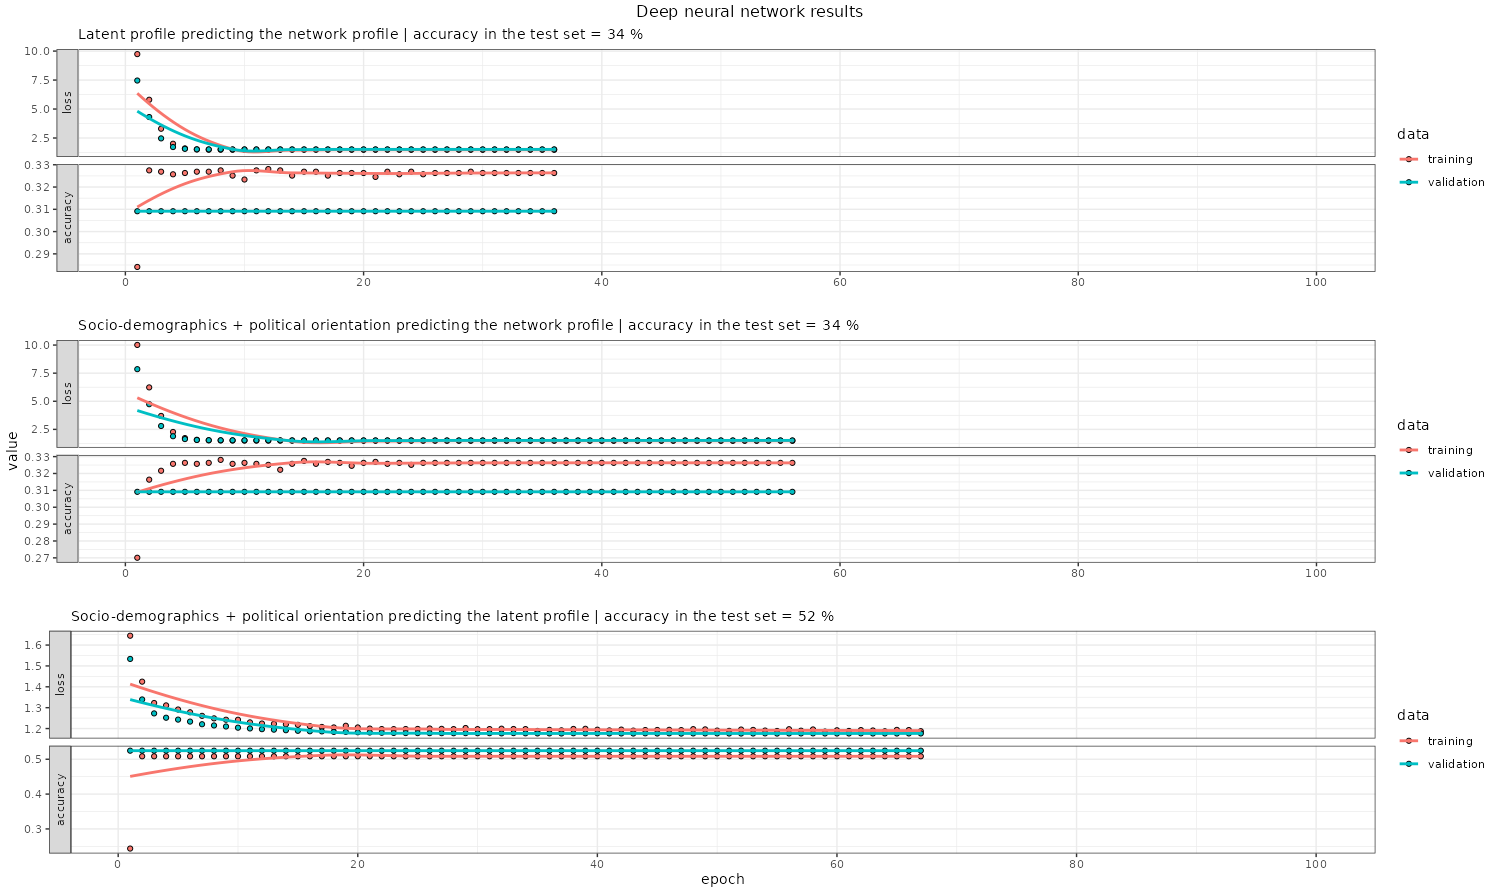 Deep neural network results
Latent profile predicting the network profile | accuracy in the test set = 34 %
10.0
7.5
5.0
2.5
loss
0.33
0.32
0.31
0.30
0.29
accuracy
0 20 40 60 80 100
data
training
validation
Socio-demographics + political orientation predicting the network profile | accuracy in the test set = 34 %
10.0
7.5
5.0
2.5
loss
value
0.33
0.32
0.31
0.30
0.29
0.28
0.27
accuracy
0 20 40 60 80 100
data
training
validation
Socio-demographics + political orientation predicting the latent profile | accuracy in the test set = 52 %
1.6
1.5
1.4
1.3
1.2
loss
0.5
0.4
0.3
accuracy
0 20 40 60 80 100
epoch
data
training
validation